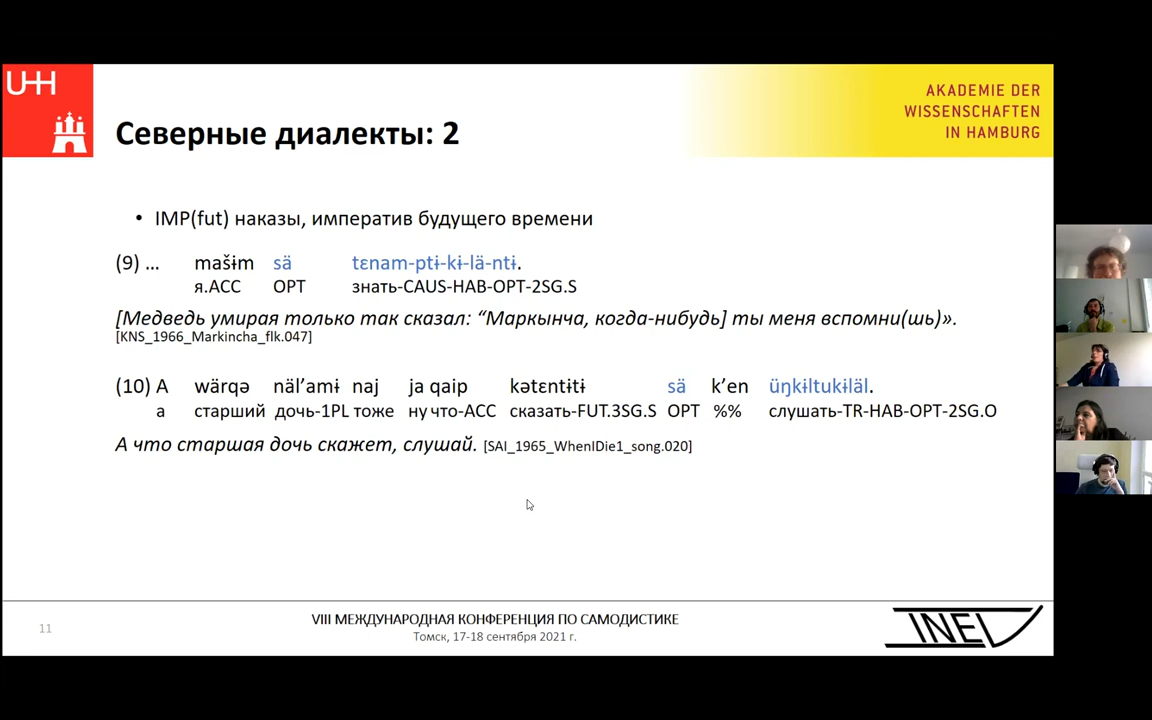 UHH
AKADEMIE DER
WISSENSCHAFTEN
IN HAMBURG
Северные диалекты: 2
• IMP(fut) наказы, императив будущего времени
(9) ... mašɨm sä tɛnam-ptɨ-kɨ-lä-ntɨ.
я.ACC OPT знать-CAUS-HAB-OPT-2SG.S
[Медведь умирая только так сказал: “Маркынча, когда-нибудь] ты меня вспомни(шь)».
[KNS_1966_Markincha_flk.047]
(10) A wärqə näl’amɨ naj ja qaip kətɛntɨtɨ sä k’en üŋkɨltukɨläl.
а старший дочь-1PL тоже ну что-ACC сказать-FUT.3SG.S OPT %% слушать-TR-HAB-OPT-2SG.O
А что старшая дочь скажет, слушай. [SAI_1965_WhenIDie1_song.020]
11
VIII МЕЖДУНАРОДНАЯ КОНФЕРЕНЦИЯ ПО САМОДИСТИКЕ
Томск, 17-18 сентября 2021 г.
INEL